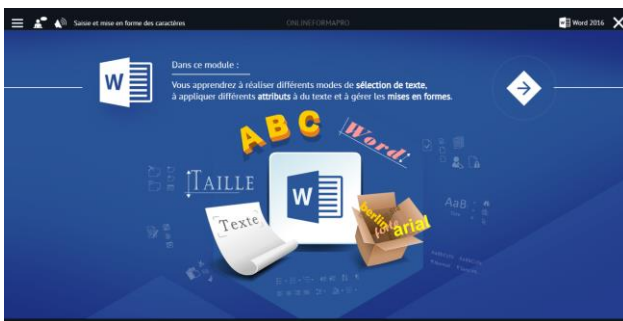 Saisie et mise en forme des caractères
ONLINEFORMAPRO
Word 2016
Dans ce module :
Vous apprendrez à réaliser différents modes de sélection de texte,
à appliquer différents attributs à du texte et à gérer les mises en formes.
W
A B C
Word
TAILLE
W
Texte
berlin
fonte
arial
AaB